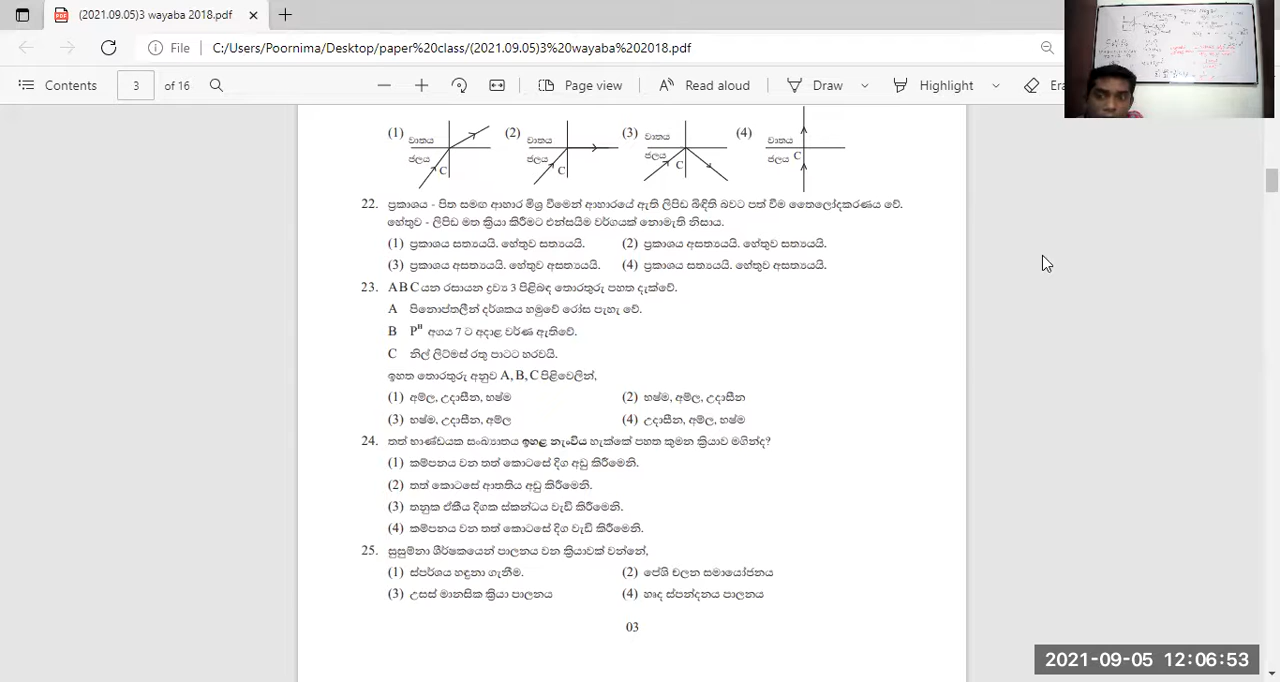 (2021.09.05)3 wayaba 2018.pdf
File C:/Users/Poornima/Desktop/paper%20class/(2021.09.05)3%20wayaba%202018.pdf
Contents 3 of 16 Page view Read aloud Draw Highlight Era
(1) වාතය ජලය C (2) වාතය ජලය C (3) වාතය ජලය C (4) වාතය ජලය C
22. ප්‍රකාශය - පිත සමඟ ආහාර මිශ්‍ර වීමෙන් ආහාරයේ ඇති ලිපිඩ බිඳිති බවට පත් වීම තෛලෝදකරණය වේ.
හේතුව - ලිපිඩ මත ක්‍රියා කිරීමට එන්සයිම වර්ගයක් නොමැති නිසාය.
(1) ප්‍රකාශය සත්‍යයයි. හේතුව සත්‍යයයි. (2) ප්‍රකාශය අසත්‍යයයි. හේතුව සත්‍යයයි.
(3) ප්‍රකාශය අසත්‍යයයි. හේතුව අසත්‍යයයි. (4) ප්‍රකාශය සත්‍යයයි. හේතුව අසත්‍යයයි.
23. A B C යන රසායන ද්‍රව්‍ය 3 පිළිබඳ තොරතුරු පහත දැක්වේ.
A පිනොප්තලීන් දර්ශකය හමුවේ රෝස පැහැ වේ.
B P^H අගය 7 ට අදාළ වර්ණ ඇතිවේ.
C නිල් ලිට්මස් රතු පාටට හරවයි.
ඉහත තොරතුරු අනුව A, B, C පිළිවෙලින්,
(1) අම්ල, උදාසීන, භෂ්ම (2) භෂ්ම, අම්ල, උදාසීන
(3) භෂ්ම, උදාසීන, අම්ල (4) උදාසීන, අම්ල, භෂ්ම
24. තත් භාණ්ඩයක සංඛ්‍යාතය ඉහළ නැංවිය හැක්කේ පහත කුමන ක්‍රියාව මගින්ද?
(1) කම්පනය වන තත් කොටසේ දිග අඩු කිරීමෙනි.
(2) තත් කොටසේ ආතතිය අඩු කිරීමෙනි.
(3) තනුක ඒකීය දිගක ස්කන්ධය වැඩි කිරීමෙනි.
(4) කම්පනය වන තත් කොටසේ දිග වැඩි කිරීමෙනි.
25. සුසුම්නා ශීර්ෂකයෙන් පාලනය වන ක්‍රියාවක් වන්නේ,
(1) ස්පර්ශය හඳුනා ගැනීම. (2) පේශි චලන සමායෝජනය
(3) උසස් මානසික ක්‍රියා පාලනය (4) හෘද ස්පන්දනය පාලනය
03
2021-09-05 12:06:53